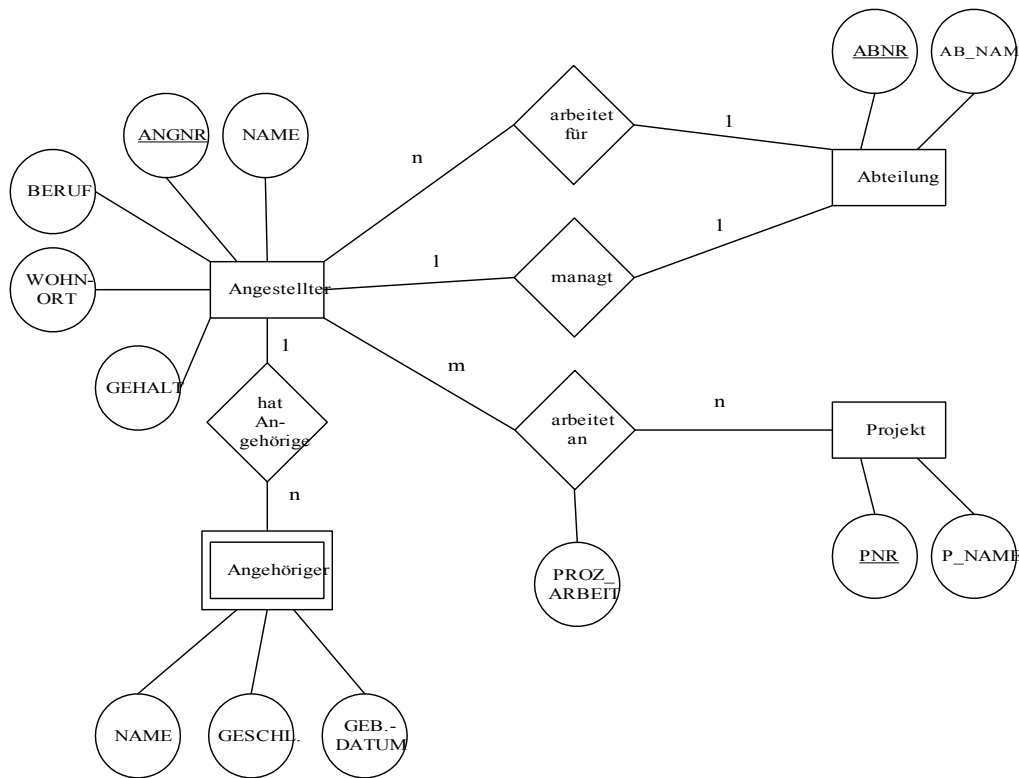 ABNR
AB_NAM
arbeitet
für
1
ANGNR
NAME
n
Abteilung
BERUF
1
1
managt
WOHN-
ORT
Angestellter
1
m
GEHALT
hat
An-
gehörige
arbeitet
an
n
Projekt
n
Angehöriger
PROZ_
ARBEIT
PNR
P_NAME
NAME
GESCHL.
GEB.-
DATUM